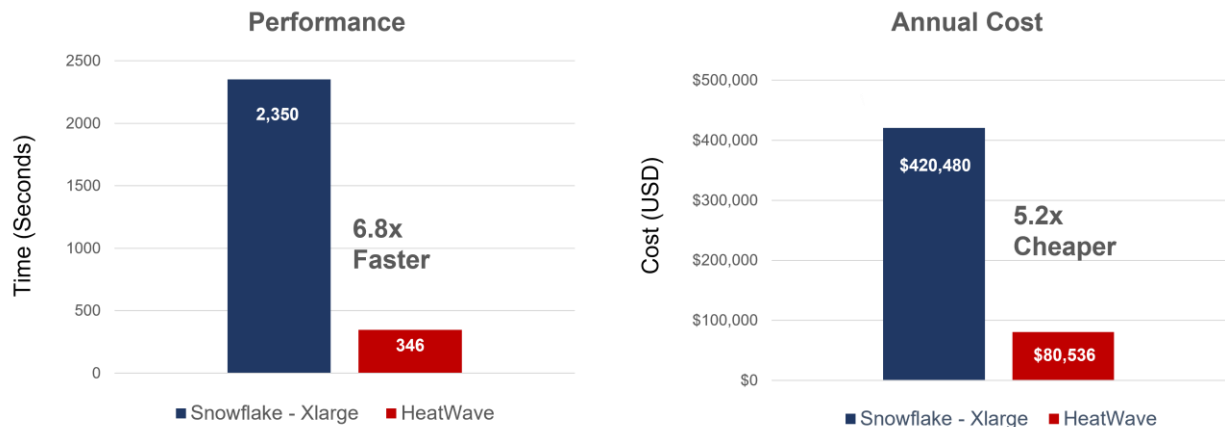 Performance
Time (Seconds)
2500
2000
1500
1000
500
0
2,350
6.8x
Faster
346
Snowflake - Xlarge
HeatWave
Annual Cost
Cost (USD)
$500,000
$400,000
$300,000
$200,000
$100,000
$0
$420,480
5.2x
Cheaper
$80,536
Snowflake - Xlarge
HeatWave